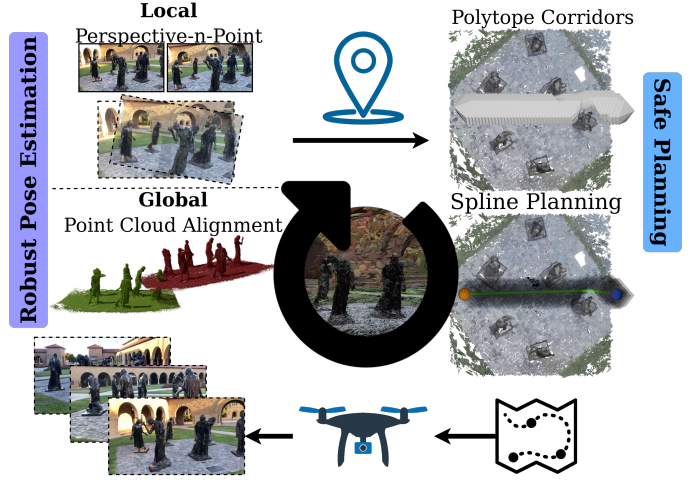 Local
Perspective-n-Point
Polytope Corridors
Robust Pose Estimation
Safe Planning
Global
Point Cloud Alignment
Spline Planning